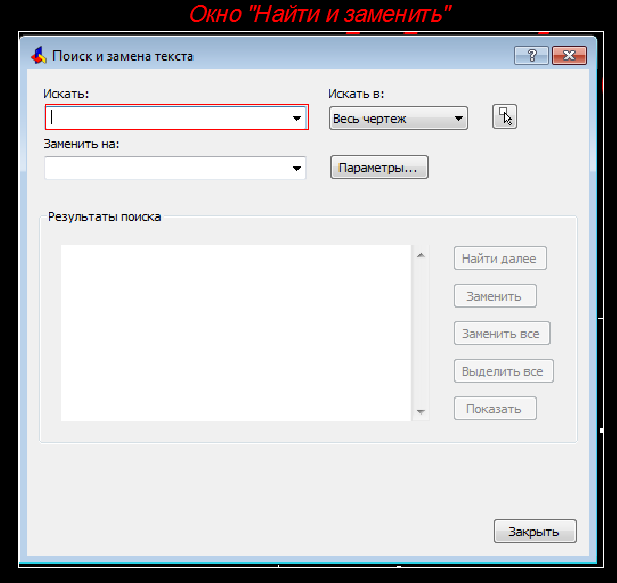 Окно "Найти и заменить"
Поиск и замена текста
Искать:
Искать в:
Весь чертеж
Заменить на:
Параметры...
Результаты поиска
Найти далее
Заменить
Заменить все
Выделить все
Показать
Закрыть